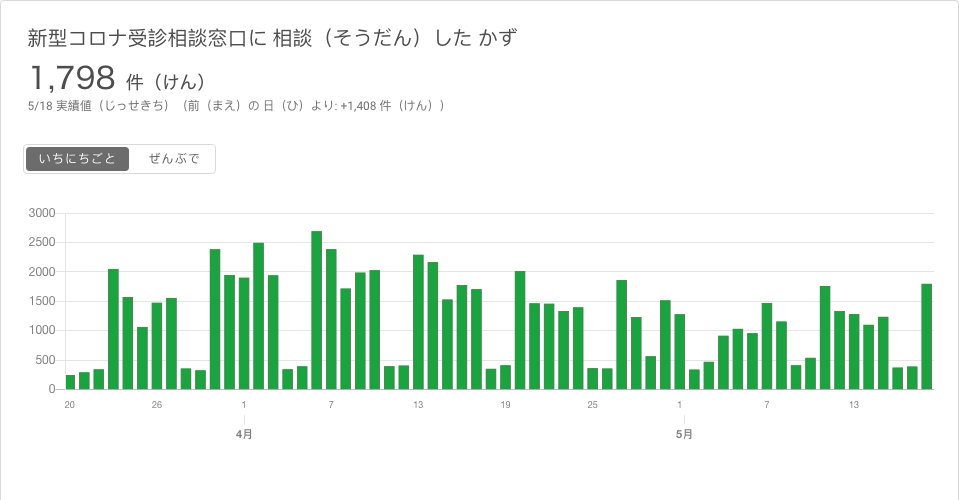 新型コロナ受診相談窓口に 相談（そうだん）した かず
1,798 件（けん）
5/18 実績値（じっせきち）（前（まえ）の 日（ひ）より: +1,408 件（けん））
いちにちごと ぜんぶで
3000
2500
2000
1500
1000
500
0
20 26 1 7 13 19 25 1 7 13
4月 5月